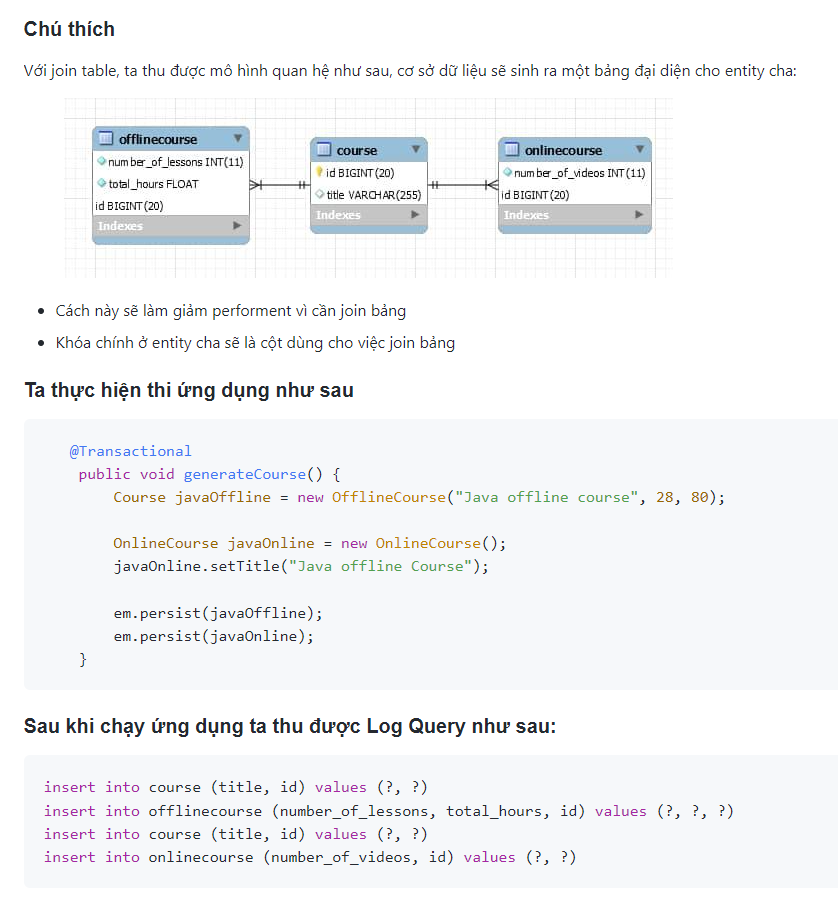 Chú thích
Với join table, ta thu được mô hình quan hệ như sau, cơ sở dữ liệu sẽ sinh ra một bảng đại diện cho entity cha:
offlinecourse
number_of_lessons INT(11)
total_hours FLOAT
id BIGINT(20)
Indexes
course
id BIGINT(20)
title VARCHAR(255)
Indexes
onlinecourse
number_of_videos INT(11)
id BIGINT(20)
Indexes
Cách này sẽ làm giảm performent vì cần join bảng
Khóa chính ở entity cha sẽ là cột dùng cho việc join bảng
Ta thực hiện thi ứng dụng như sau
@Transactional
public void generateCourse() {
Course javaOffline = new OfflineCourse("Java offline course", 28, 80);
OnlineCourse javaOnline = new OnlineCourse();
javaOnline.setTitle("Java offline Course");
em.persist(javaOffline);
em.persist(javaOnline);
}
Sau khi chạy ứng dụng ta thu được Log Query như sau:
insert into course (title, id) values (?, ?)
insert into offlinecourse (number_of_lessons, total_hours, id) values (?, ?, ?)
insert into course (title, id) values (?, ?)
insert into onlinecourse (number_of_videos, id) values (?, ?)